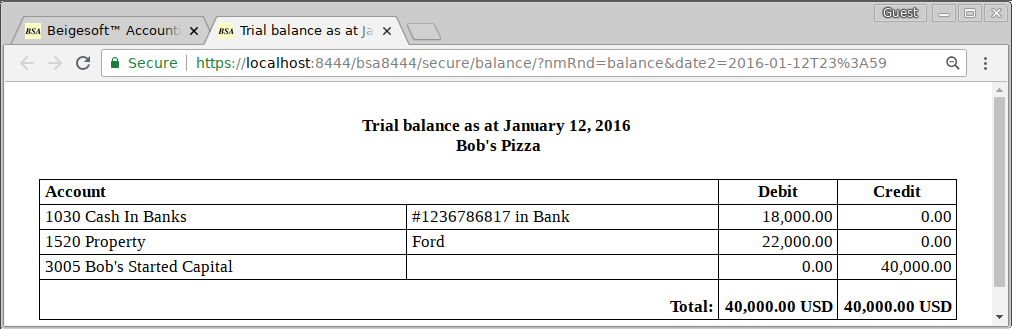 Guest
BSA Beigesoft™ Account
BSA Trial balance as at Ja
Secure https://localhost:8444/bsa8444/secure/balance/?nmRnd=balance&date2=2016-01-12T23%3A59
Trial balance as at January 12, 2016
Bob's Pizza
Account Debit Credit
1030 Cash In Banks #1236786817 in Bank 18,000.00 0.00
1520 Property Ford 22,000.00 0.00
3005 Bob's Started Capital 0.00 40,000.00
Total: 40,000.00 USD 40,000.00 USD